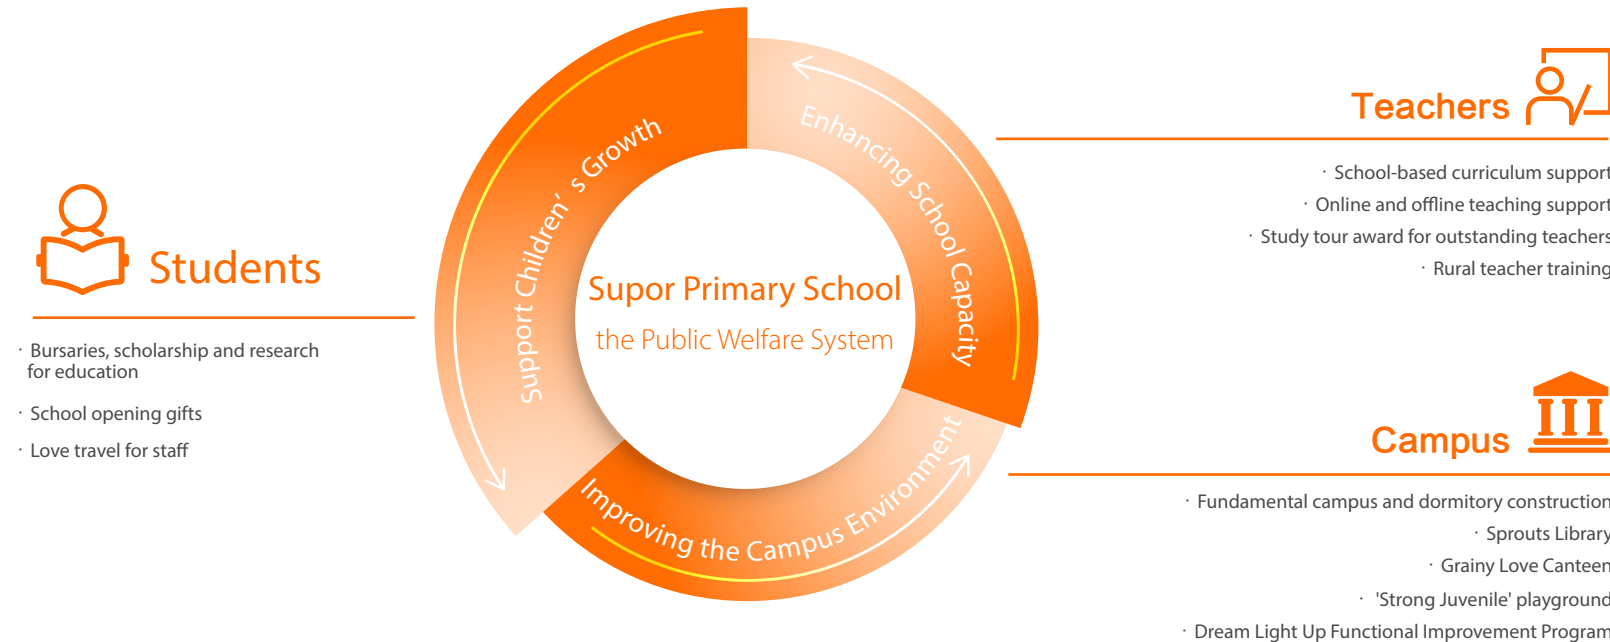 Students
· Bursaries, scholarship and research
for education
· School opening gifts
· Love travel for staff
Support Children’ s Growth
Enhancing School Capacity
Improving the Campus Environment
Supor Primary School
the Public Welfare System
Teachers
· School-based curriculum support
· Online and offline teaching support
· Study tour award for outstanding teachers
· Rural teacher training
Campus
· Fundamental campus and dormitory construction
· Sprouts Library
· Grainy Love Canteen
· 'Strong Juvenile' playground
· Dream Light Up Functional Improvement Program